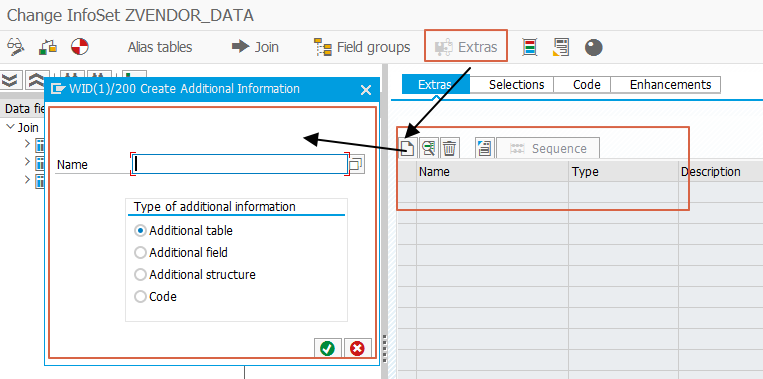 Change InfoSet ZVENDOR_DATA
Alias tables Join Field groups Extras
WID(1)/200 Create Additional Information
Extras Selections Code Enhancements
Data fie
Join
Name
Sequence
Name Type Description
Type of additional information
Additional table
Additional field
Additional structure
Code